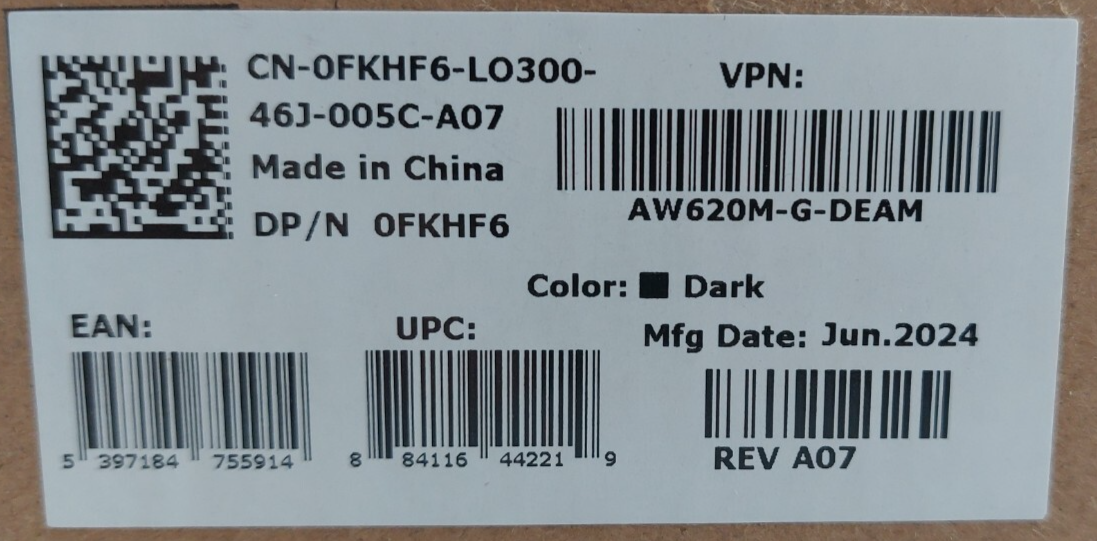 CN-0FKHF6-LO300-
46J-005C-A07
Made in China
DP/N 0FKHF6
VPN:
AW620M-G-DEAM
Color: Dark
EAN:
5 397184 755914
UPC:
8 84116 44221 9
Mfg Date: Jun.2024
REV A07